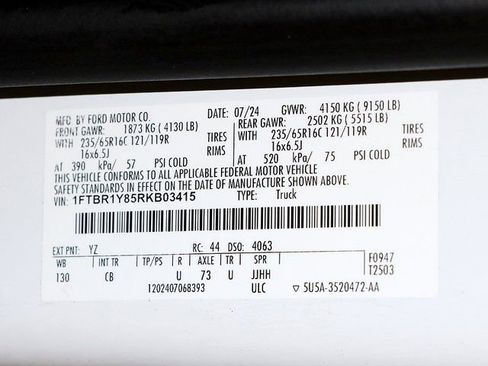 MFD. BY FORD MOTOR CO. DATE: 07/24 GVWR: 4150 KG ( 9150 LB)
FRONT GAWR: 1873 KG ( 4130 LB) REAR GAWR: 2502 KG ( 5515 LB)
WITH 235/65R16C 121/119R TIRES WITH 235/65R16C 121/119R TIRES
16x6.5J RIMS 16x6.5J RIMS
AT 390 kPa/ 57 PSI COLD AT 520 kPa/ 75 PSI COLD
THIS VEHICLE CONFORMS TO ALL APPLICABLE FEDERAL MOTOR VEHICLE
SAFETY STANDARDS IN EFFECT ON DATE OF MANUFACTURE SHOWN ABOVE.
VIN: 1FTBR1Y85RKB03415 TYPE: Truck
EXT PNT: YZ RC: 44 DSO: 4063 F0947
WB INT TR TP/PS R AXLE TR SPR T2503
130 CB U 73 U JJHH
1202407068393 ULC ▽ 5U5A-3520472-AA